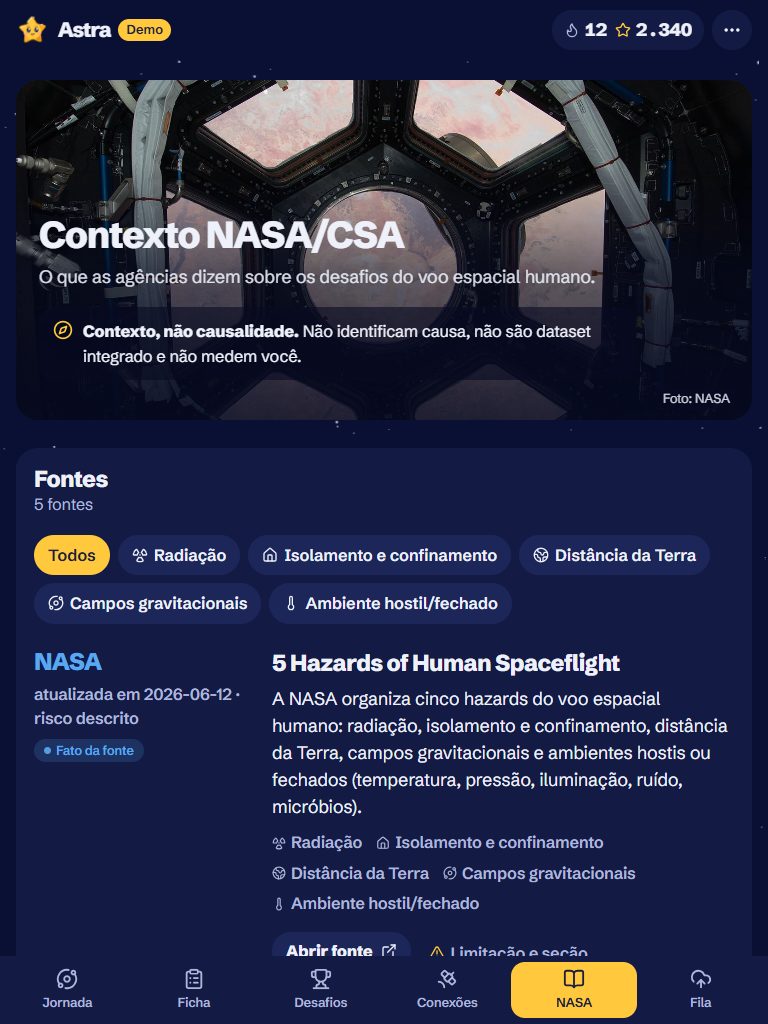 Astra Demo 12 2.340
Contexto NASA/CSA
O que as agências dizem sobre os desafios do voo espacial humano.
Contexto, não causalidade. Não identificam causa, não são dataset
integrado e não medem você.
Foto: NASA
Fontes
5 fontes
Todos Radiação Isolamento e confinamento Distância da Terra
Campos gravitacionais Ambiente hostil/fechado
NASA
atualizada em 2026-06-12 ·
risco descrito
Fato da fonte
5 Hazards of Human Spaceflight
A NASA organiza cinco hazards do voo espacial
humano: radiação, isolamento e confinamento, distância
da Terra, campos gravitacionais e ambientes hostis ou
fechados (temperatura, pressão, iluminação, ruído,
micróbios).
Radiação Isolamento e confinamento
Distância da Terra Campos gravitacionais
Ambiente hostil/fechado
Abrir fonte Limitação e seção
Jornada Ficha Desafios Conexões NASA Fila